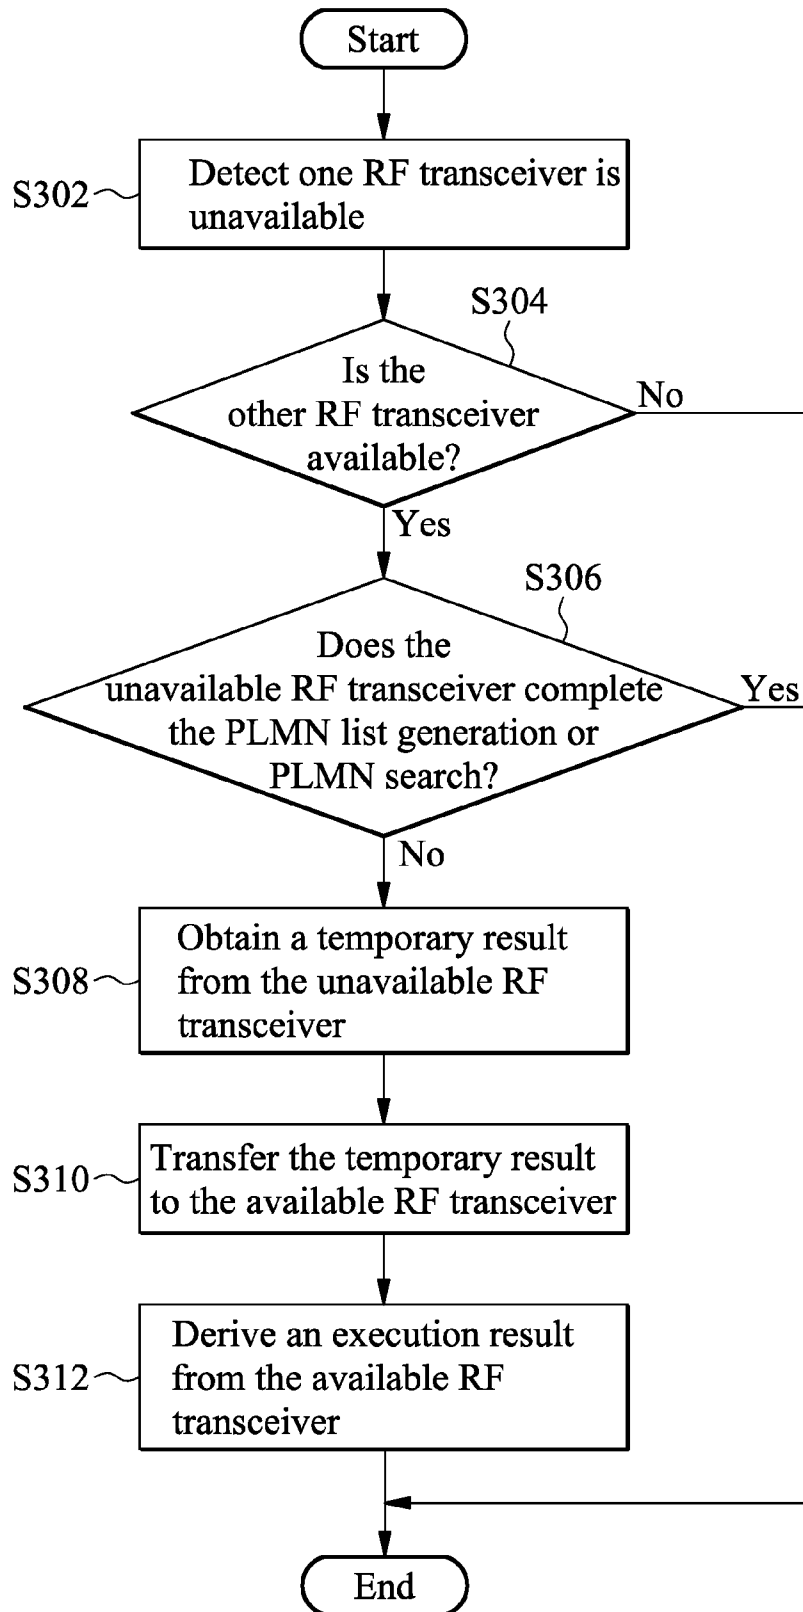 Start
S302
Detect one RF transceiver is
unavailable
S304
Is the
other RF transceiver
available?
No
Yes
S306
Does the
unavailable RF transceiver complete
the PLMN list generation or
PLMN search?
Yes
No
S308
Obtain a temporary result
from the unavailable RF
transceiver
S310
Transfer the temporary result
to the available RF transceiver
S312
Derive an execution result
from the available RF
transceiver
End